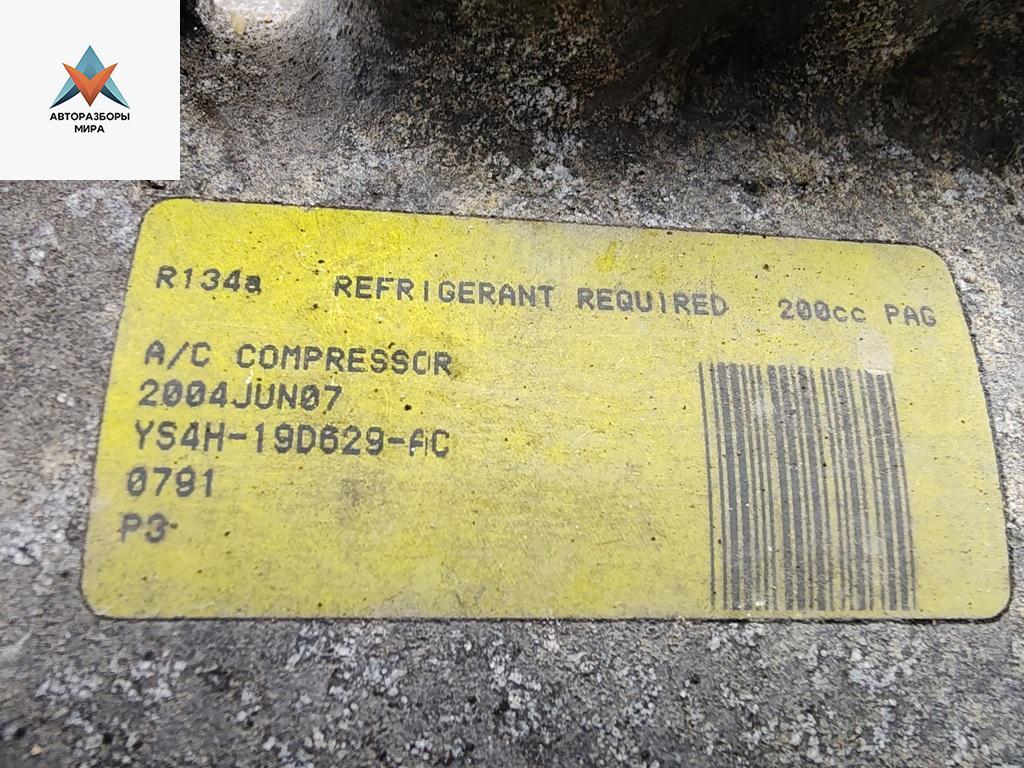 АВТОРАЗБОРЫ
МИРА
R134a REFRIGERANT REQUIRED 200cc PAG
A/C COMPRESSOR
2004JUN07
YS4H-19D629-AC
0791
P3